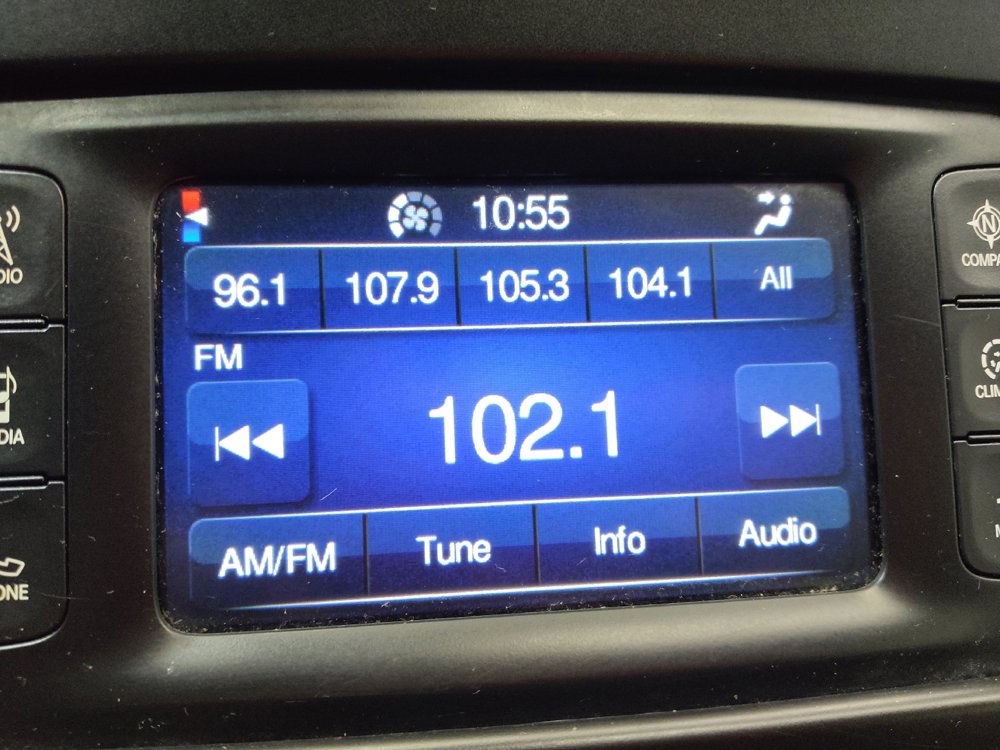 10:55
96.1 107.9 105.3 104.1 All
FM
102.1
AM/FM Tune Info Audio